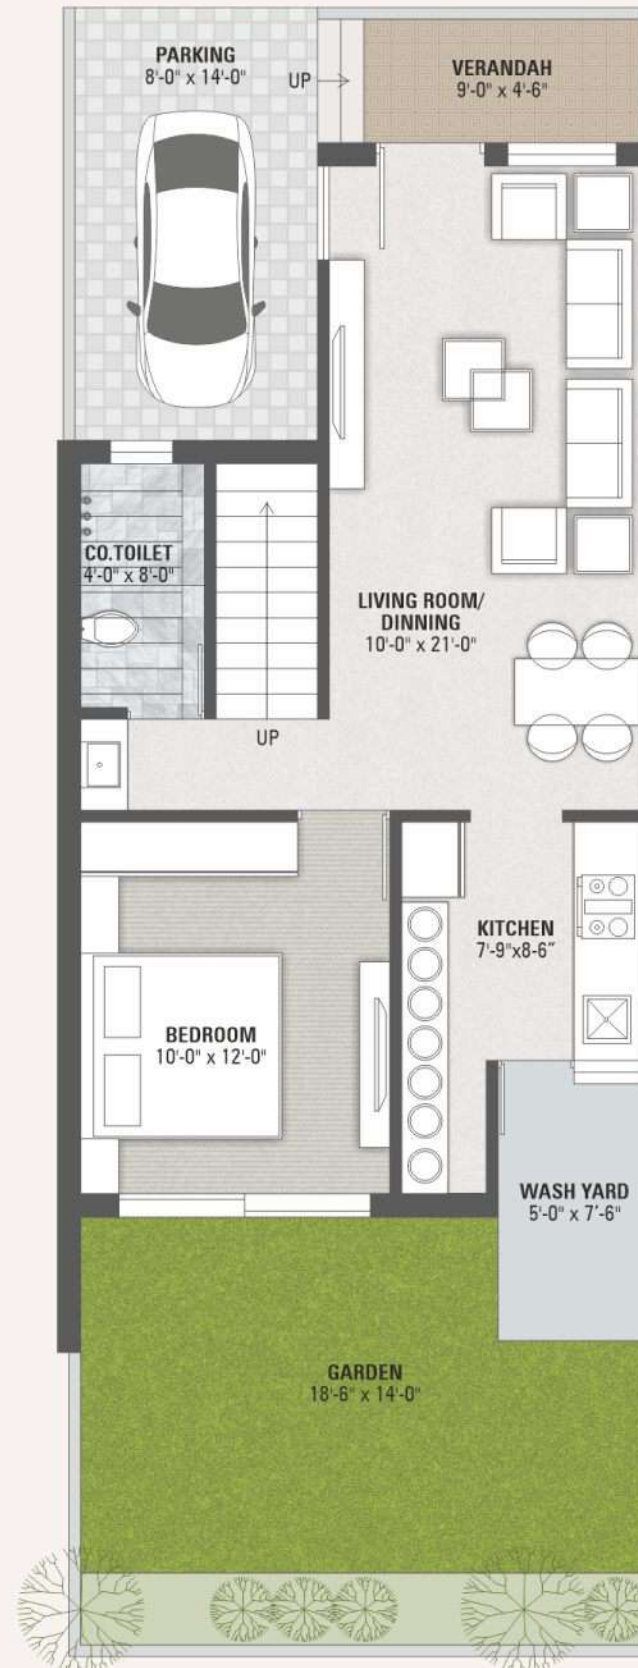 PARKING
8'-0" x 14'-0"
UP
VERANDAH
9'-0" x 4'-6"
CO.TOILET
4'-0" x 8'-0"
LIVING ROOM/
DINNING
10'-0" x 21'-0"
UP
KITCHEN
7'-9"x8-6"
BEDROOM
10'-0" x 12'-0"
WASH YARD
5'-0" x 7'-6"
GARDEN
18'-6" x 14'-0"